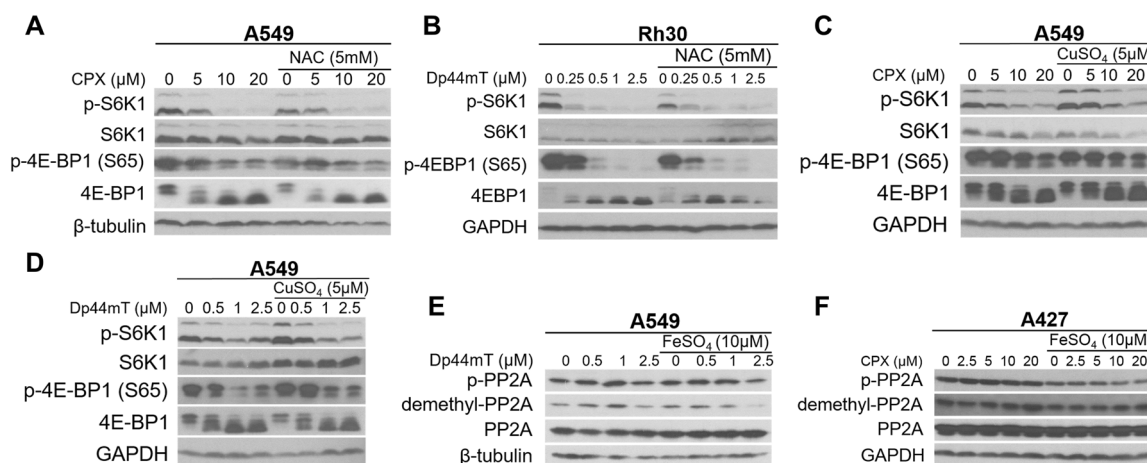 A
A549
NAC (5mM)
CPX (μM) 0 5 10 20 0 5 10 20
p-S6K1
S6K1
p-4E-BP1 (S65)
4E-BP1
β-tubulin
B
Rh30
NAC (5mM)
Dp44mT (μM) 0 0.25 0.5 1 2.5 0 0.25 0.5 1 2.5
p-S6K1
S6K1
p-4EBP1 (S65)
4EBP1
GAPDH
C
A549
CuSO₄ (5μM
CPX (μM) 0 5 10 20 0 5 10 20
p-S6K1
S6K1
p-4E-BP1 (S65)
4E-BP1
GAPDH
D
A549
CuSO₄ (5μM)
Dp44mT (μM) 0 0.5 1 2.5 0 0.5 1 2.5
p-S6K1
S6K1
p-4E-BP1 (S65)
4E-BP1
GAPDH
E
A549
FeSO₄ (10μM)
Dp44mT (μM) 0 0.5 1 2.5 0 0.5 1 2.5
p-PP2A
demethyl-PP2A
PP2A
β-tubulin
F
A427
FeSO₄ (10μM)
CPX (μM) 0 2.5 5 10 20 0 2.5 5 10 20
p-PP2A
demethyl-PP2A
PP2A
GAPDH